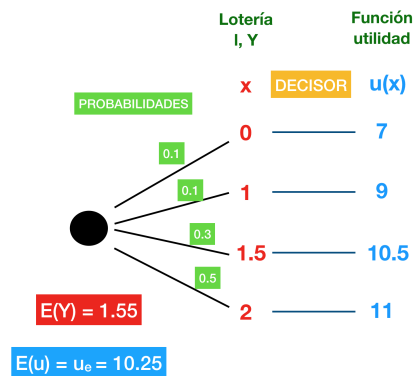 Lotería
I, Y
Función
utilidad
x
DECISOR
u(x)
PROBABILIDADES
0.1
0
7
0.1
1
9
0.3
1.5
10.5
0.5
2
11
E(Y) = 1.55
E(u) = uₑ = 10.25